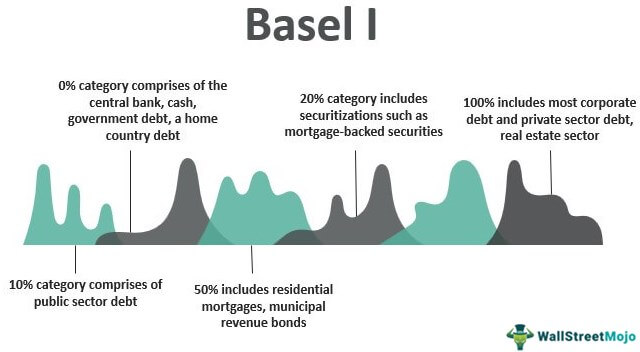 Basel I
0% category comprises of the
central bank, cash,
government debt, a home
country debt
20% category includes
securitizations such as
mortgage-backed securities
100% includes most corporate
debt and private sector debt,
real estate sector
10% category comprises of
public sector debt
50% includes residential
mortgages, municipal
revenue bonds
WallStreetMojo